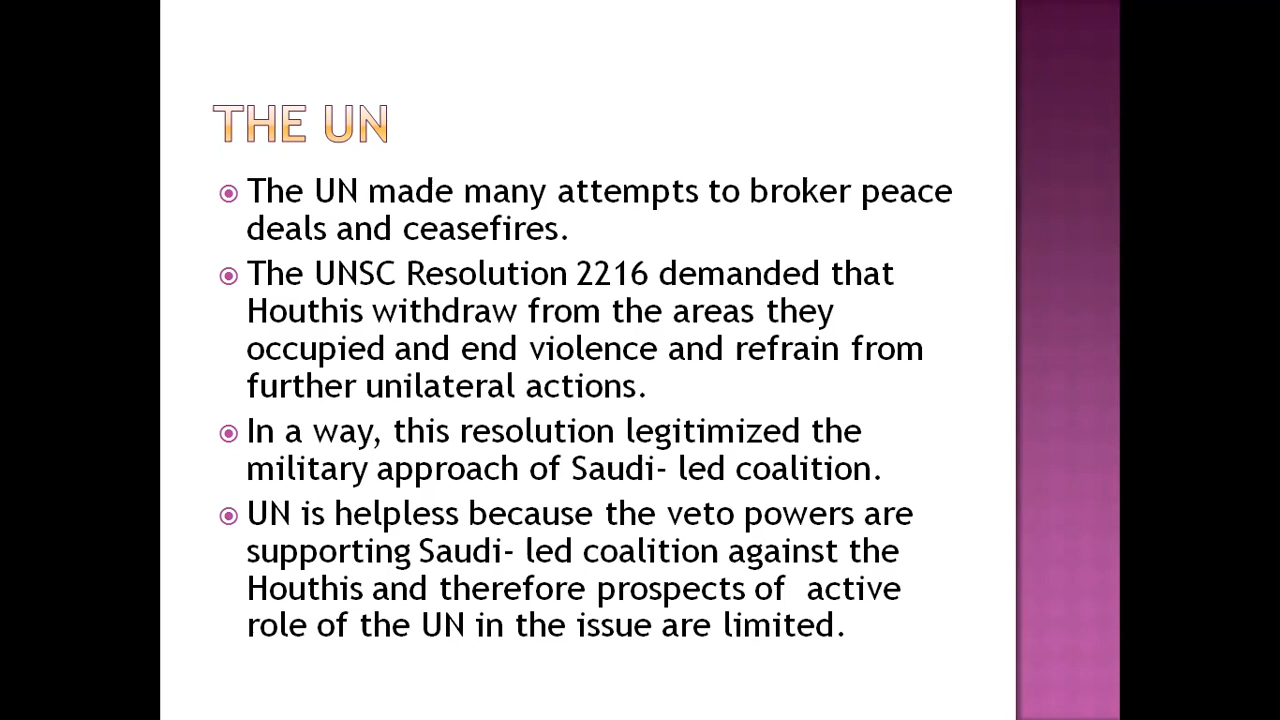 THE UN
The UN made many attempts to broker peace
deals and ceasefires.
The UNSC Resolution 2216 demanded that
Houthis withdraw from the areas they
occupied and end violence and refrain from
further unilateral actions.
In a way, this resolution legitimized the
military approach of Saudi- led coalition.
UN is helpless because the veto powers are
supporting Saudi- led coalition against the
Houthis and therefore prospects of  active
role of the UN in the issue are limited.